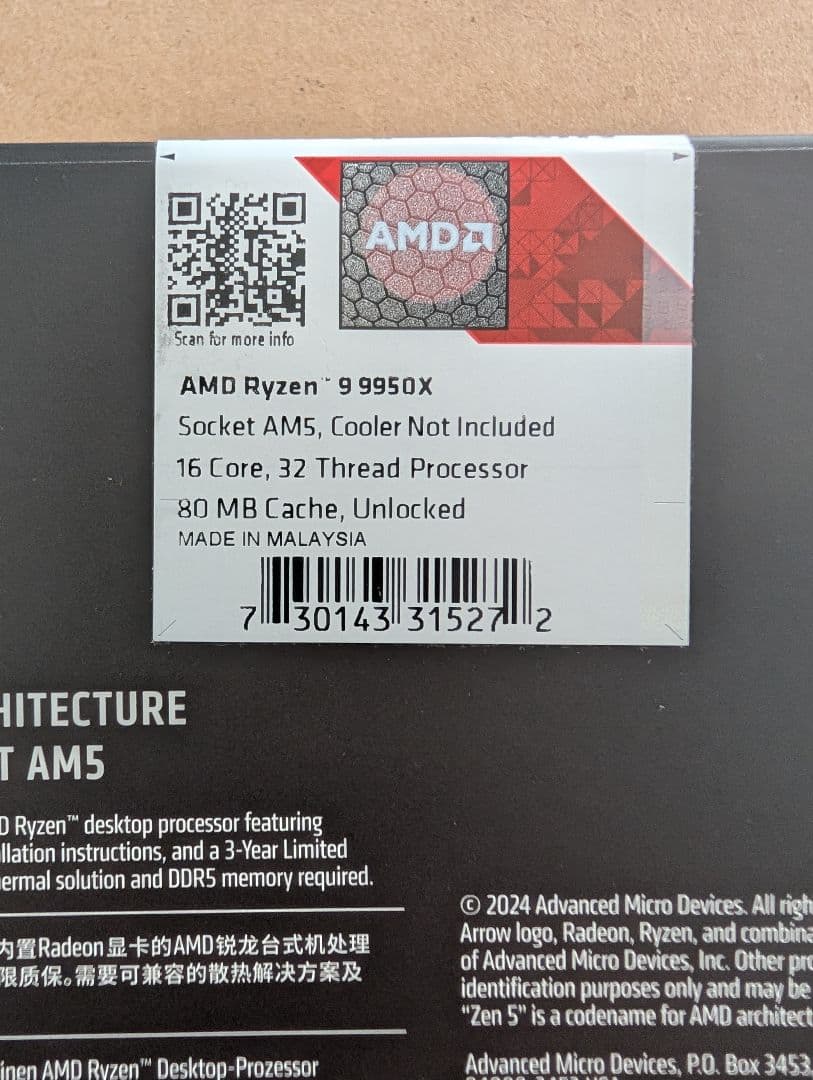 AMD
Scan for more info
AMD Ryzen™ 9 9950X
Socket AM5, Cooler Not Included
16 Core, 32 Thread Processor
80 MB Cache, Unlocked
MADE IN MALAYSIA
7 30143 31527 2
HITECTURE
T AM5
D Ryzen™ desktop processor featuring
llation instructions, and a 3-Year Limited
ermal solution and DDR5 memory required.
内置Radeon显卡的AMD锐龙台式机处理
限质保。需要可兼容的散热解决方案及
inen AMD Ryzen™ Desktop-Prozessor
© 2024 Advanced Micro Devices. All righ
Arrow logo, Radeon, Ryzen, and combina
of Advanced Micro Devices, Inc. Other pro
identification purposes only and may be
“Zen 5” is a codename for AMD architect
Advanced Micro Devices, P.O. Box 3453